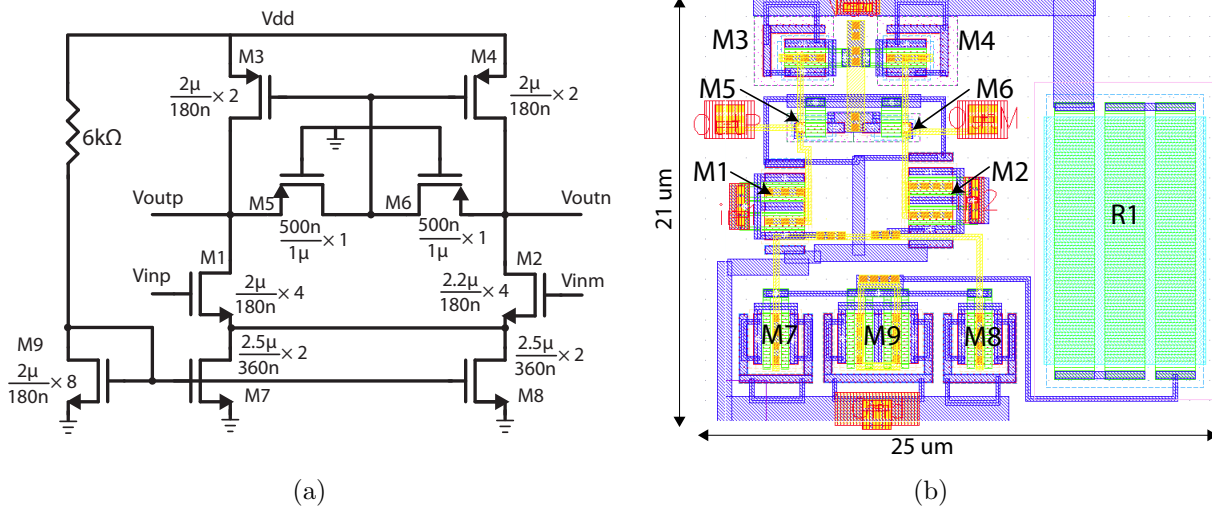 Vdd
M3
M4
2µ
180n ×2
2µ
180n ×2
6kΩ
Voutp
M5
M6
Voutn
500n
1µ ×1
500n
1µ ×1
M1
M2
Vinp
2µ
180n ×4
2.2µ
180n ×4
Vinm
M9
2µ
180n ×8
2.5µ
360n ×2
2.5µ
360n ×2
M7
M8
(a)
M3
M4
M5
M6
M1
M2
R1
M7
M9
M8
21 um
25 um
(b)